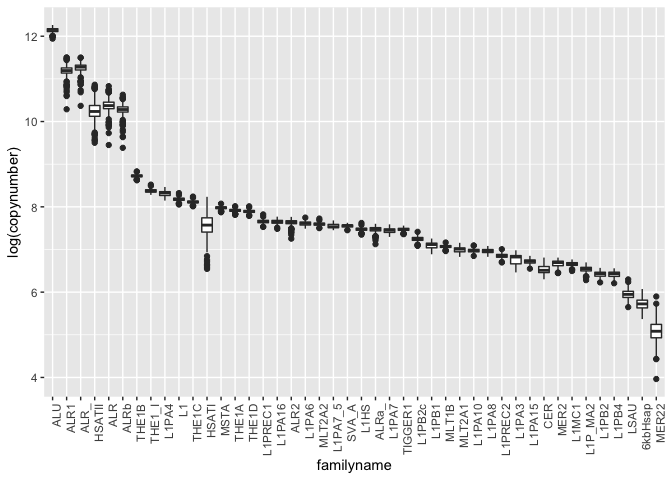 12
10
8
6
4
log(copynumber)
ALU
ALR1
ALR_
HSATII
ALR
ALRb
THE1B
THE1_I
L1PA4
L1
THE1C
HSATI
MSTA
THE1A
THE1D
L1PREC1
L1PA16
ALR2
L1PA6
MLT2A2
L1PA7_5
SVA_A
L1HS
ALRa_
L1PA7
TIGGER1
L1PB2c
L1PB1
MLT1B
MLT2A1
L1PA10
L1PA8
L1PREC2
L1PA3
L1PA15
CER
MER2
L1MC1
L1P_MA2
L1PB2
L1PB4
LSAU
6kbHsap
MER22
familyname